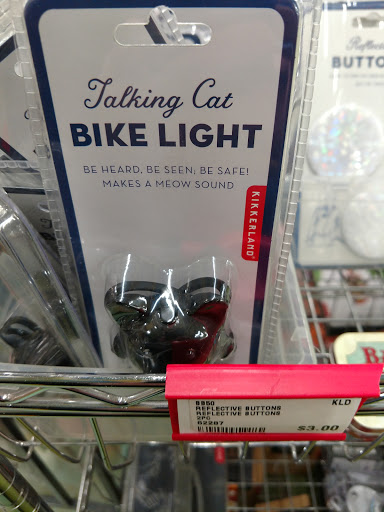 Talking Cat
BIKE LIGHT
BE HEARD, BE SEEN, BE SAFE!
MAKES A MEOW SOUND
KIKKERLAND
Reflective
BUTTO
KLD
REFLECTIVE BUTTONS
REFLECTIVE BUTTONS
2PC
62287
$3.00